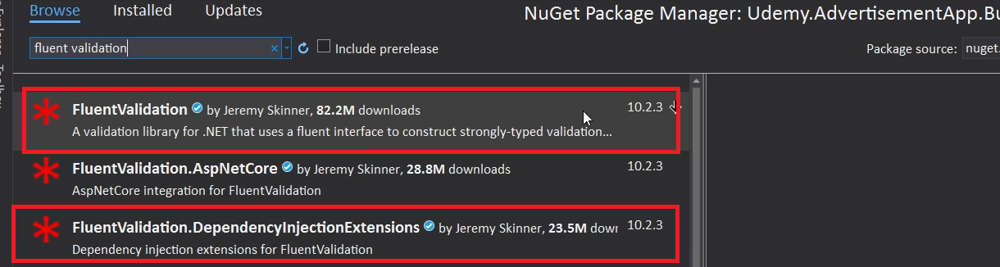 Browse Installed Updates
NuGet Package Manager: Udemy.AdvertisementApp.Bu
fluent validation
Include prerelease
Package source: nuget.
FluentValidation by Jeremy Skinner, 82.2M downloads 10.2.3
A validation library for .NET that uses a fluent interface to construct strongly-typed validation...
FluentValidation.AspNetCore by Jeremy Skinner, 28.8M downloads 10.2.3
AspNetCore integration for FluentValidation
FluentValidation.DependencyInjectionExtensions by Jeremy Skinner, 23.5M down 10.2.3
Dependency injection extensions for FluentValidation